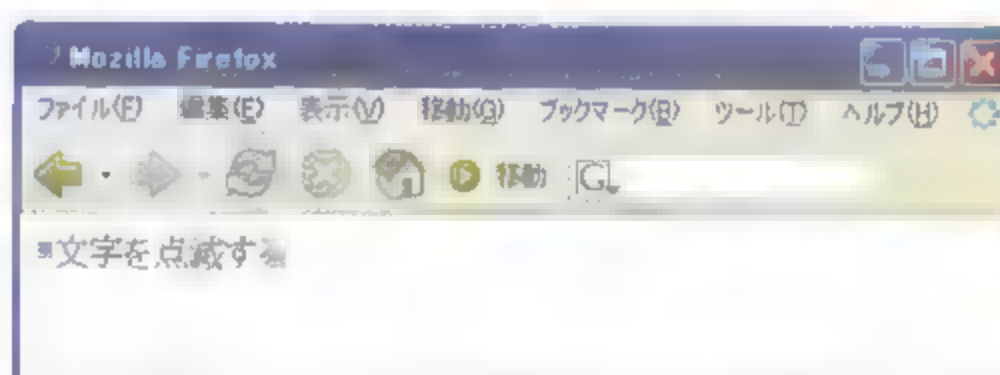 Mozilla Firefox
ファイル(F) 編集(E) 表示(V) 移動(G) ブックマーク(B) ツール(T) ヘルプ(H)
移動 G
文字を点滅する